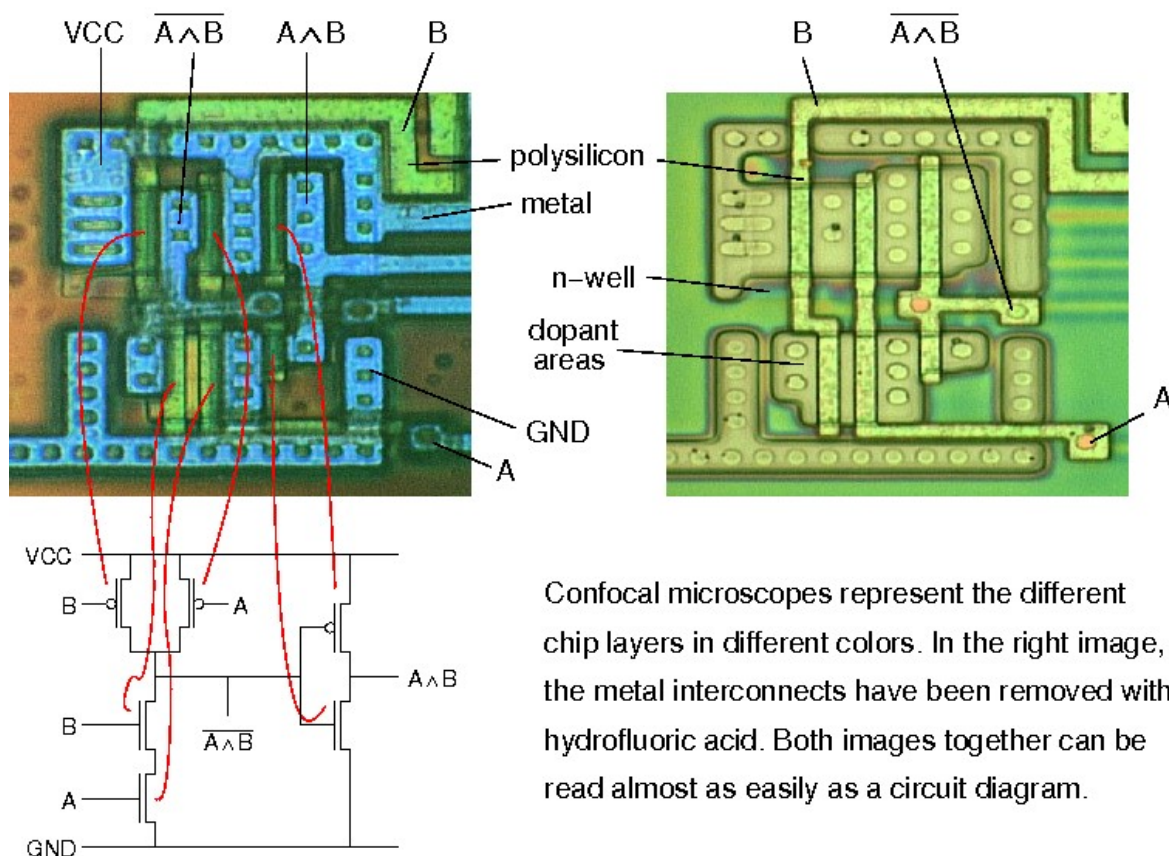 VCC
A∧B
A∧B
B
B
A∧B
polysilicon
metal
n-well
dopant
areas
GND
A
A
VCC
B
A
A∧B
B
A∧B
A
GND
Confocal microscopes represent the different
chip layers in different colors. In the right image,
the metal interconnects have been removed with
hydrofluoric acid. Both images together can be
read almost as easily as a circuit diagram.